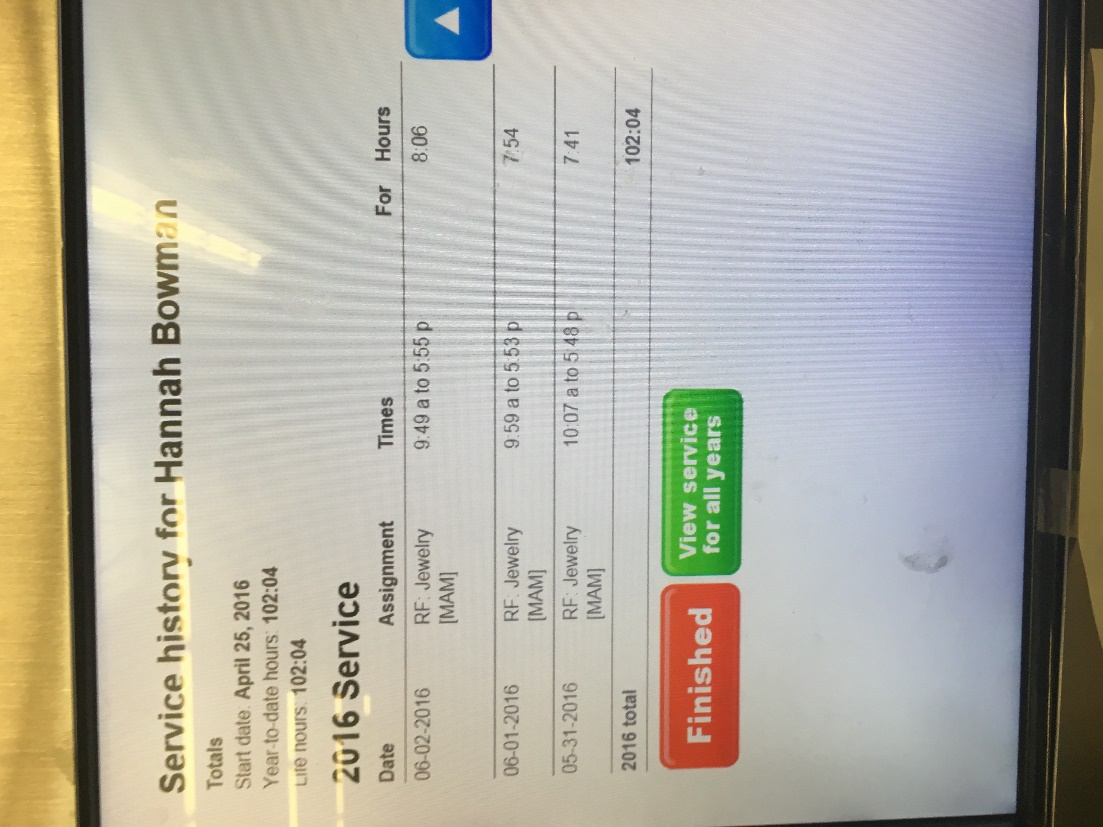 Service history for Hannah Bowman
Totals
Start date: April 25, 2016
Year-to-date hours: 102:04
Life hours: 102:04
2016 Service
Date Assignment Times For Hours
06-02-2016 RF: Jewelry 9:49 a to 5:55 p 8:06
[MAM]
06-01-2016 RF: Jewelry 9:59 a to 5:53 p 7:54
[MAM]
05-31-2016 RF: Jewelry 10:07 a to 5:48 p 7:41
[MAM]
2016 total 102:04
Finished
View service
for all years